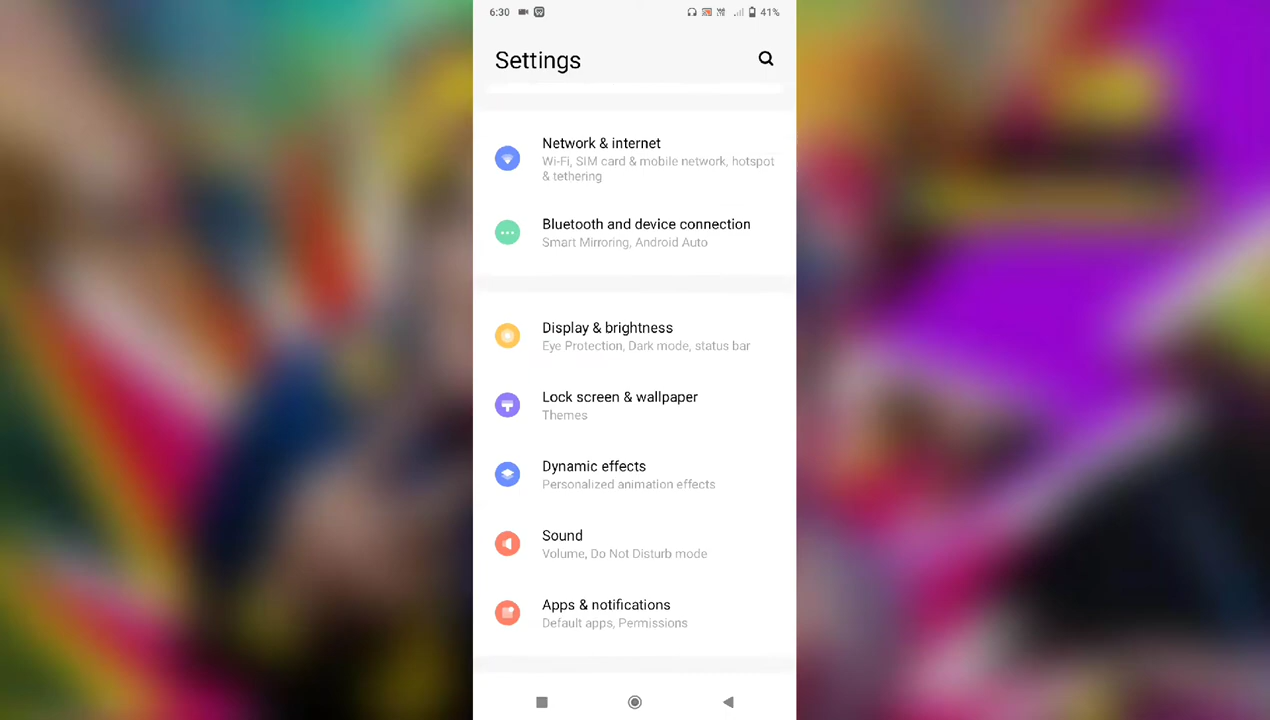 6:30 41%
Settings
Network & internet
Wi-Fi, SIM card & mobile network, hotspot
& tethering
Bluetooth and device connection
Smart Mirroring, Android Auto
Display & brightness
Eye Protection, Dark mode, status bar
Lock screen & wallpaper
Themes
Dynamic effects
Personalized animation effects
Sound
Volume, Do Not Disturb mode
Apps & notifications
Default apps, Permissions